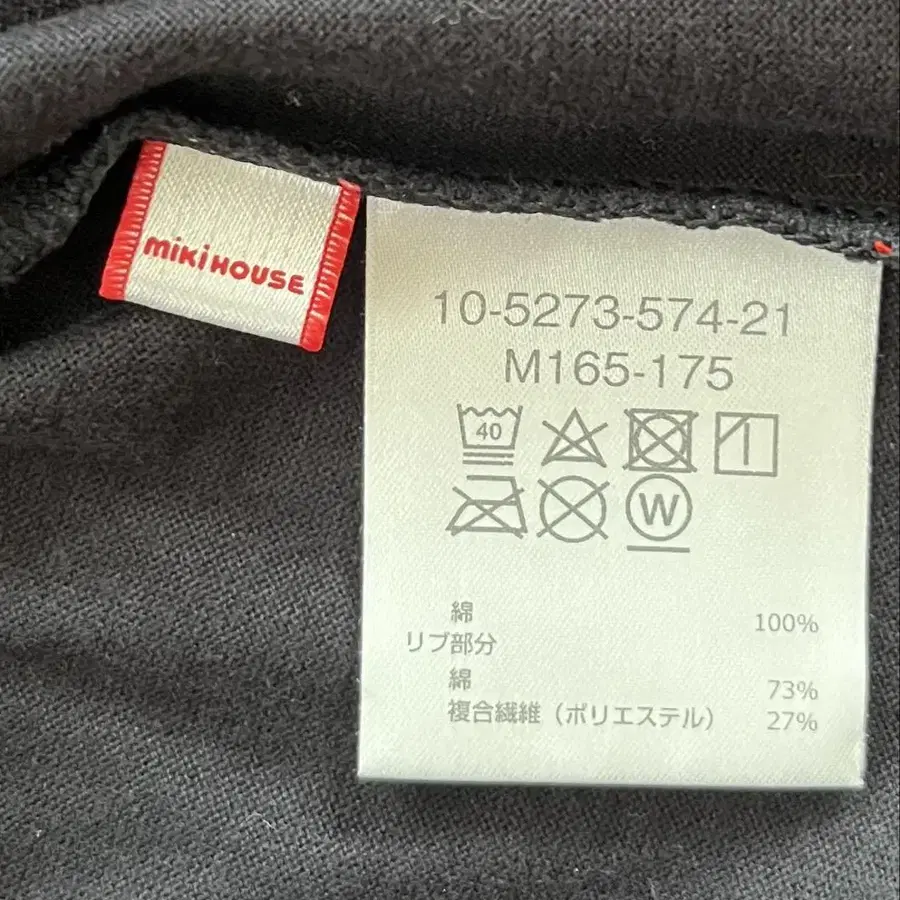 mikiHOUSE
10-5273-574-21
M165-175
40
W
綿 100%
リブ部分
綿 73%
複合繊維（ポリエステル） 27%